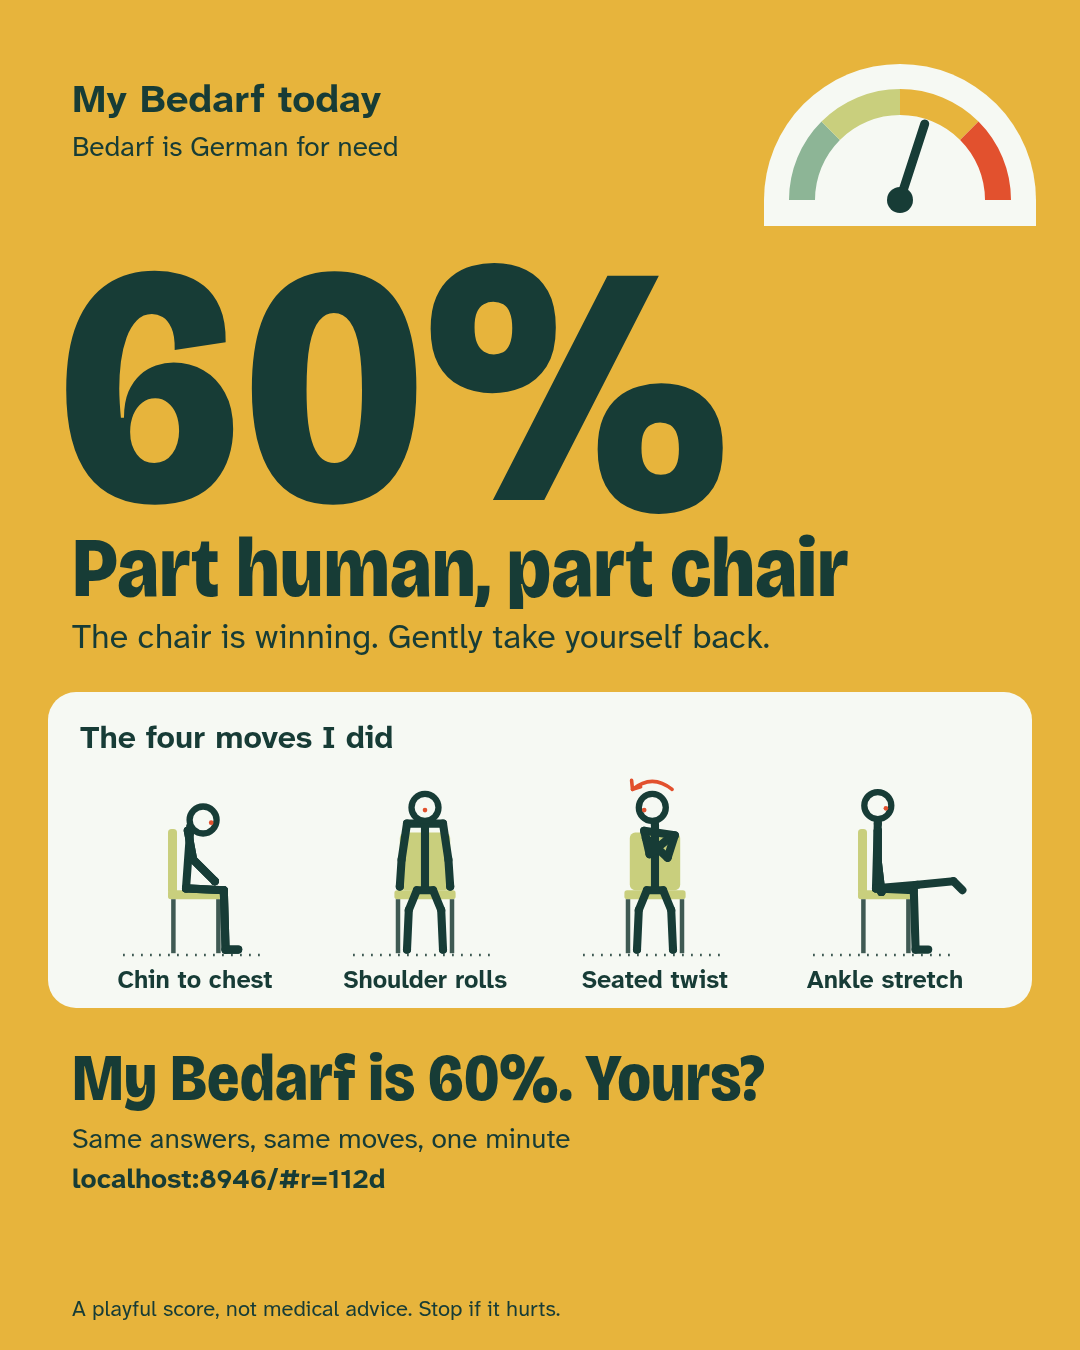 My Bedarf today
Bedarf is German for need
60%
Part human, part chair
The chair is winning. Gently take yourself back.
The four moves I did
Chin to chest
Shoulder rolls
Seated twist
Ankle stretch
My Bedarf is 60%. Yours?
Same answers, same moves, one minute
localhost:8946/#r=112d
A playful score, not medical advice. Stop if it hurts.